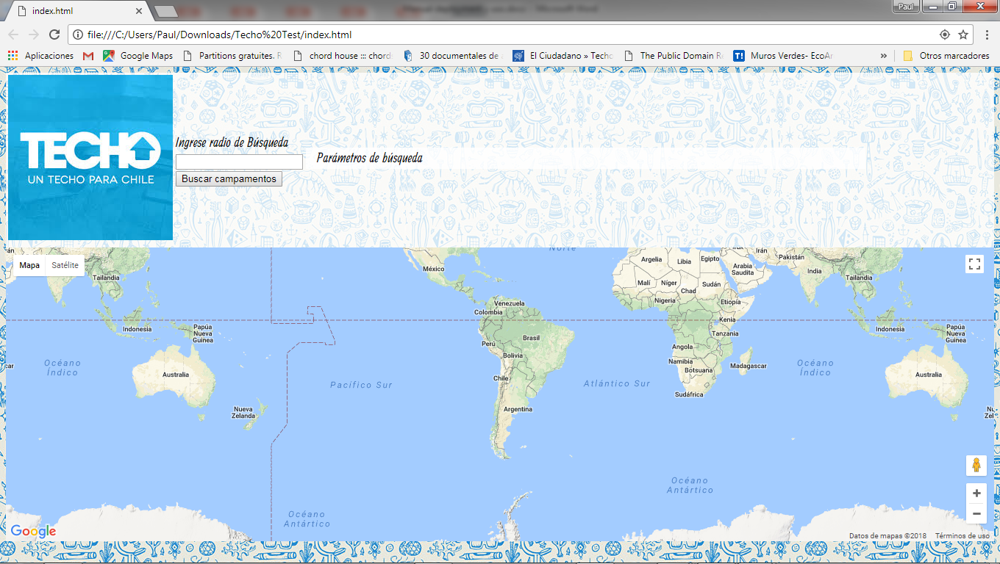 index.html
Paul
file:///C:/Users/Paul/Downloads/Techo%20Test/index.html
Aplicaciones
Google Maps
Partitions gratuites. R
chord house ::: chord
30 documentales de
El Ciudadano » Techo
The Public Domain Re
Muros Verdes- EcoAr
»
Otros marcadores
TECHO
UN TECHO PARA CHILE
Ingrese radio de Búsqueda
Parámetros de búsqueda
Buscar campamentos
Mapa
Satélite
Norte
México
Argelia
Libia
Egipto
Arabia
Saudita
Irán
Pakistán
India
Tailandia
Tailandia
Malí
Níger
Chad
Sudán
Nigeria
Etiopía
Venezuela
Colombia
Kenia
Tanzania
Indonesia
Papúa
Nueva
Guinea
Perú
Brasil
Bolivia
Angola
Namibia
Botsuana
Madagascar
Indonesia
Papúa
Nueva
Guinea
Océano
Índico
Australia
Pacífico Sur
Chile
Atlántico Sur
Sudáfrica
Océano
Índico
Australia
Nueva
Zelanda
Argentina
Océano
Antártico
Océano
Antártico
Google
Datos de mapas ©2018
Términos de uso